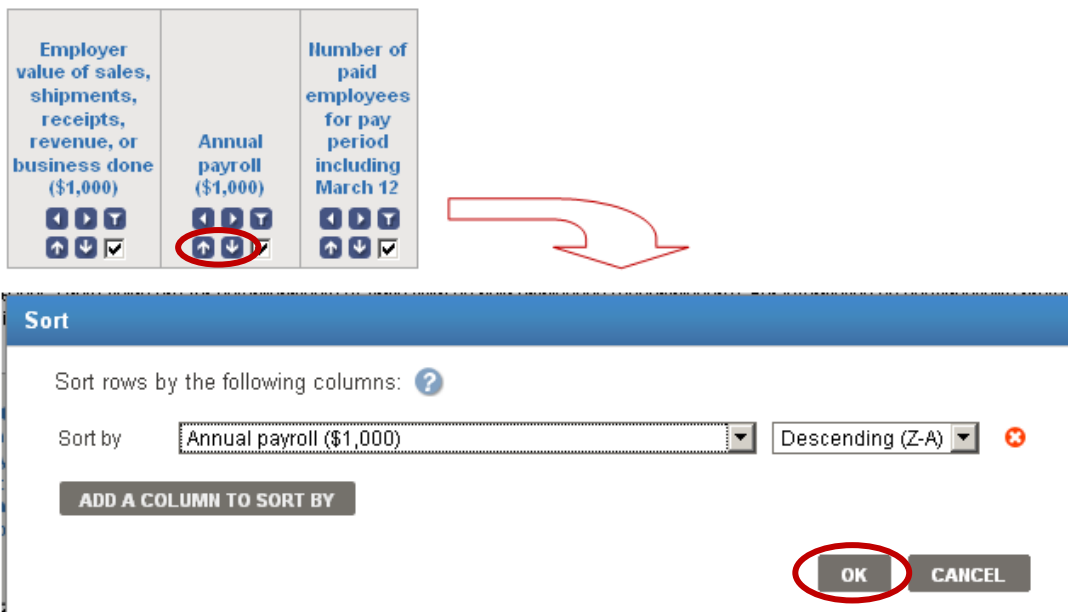 Employer
value of sales,
shipments,
receipts,
revenue, or
business done
($1,000)
Annual
payroll
($1,000)
Number of
paid
employees
for pay
period
including
March 12
Sort
Sort rows by the following columns: ?
Sort by Annual payroll ($1,000) Descending (Z-A)
ADD A COLUMN TO SORT BY
OK CANCEL